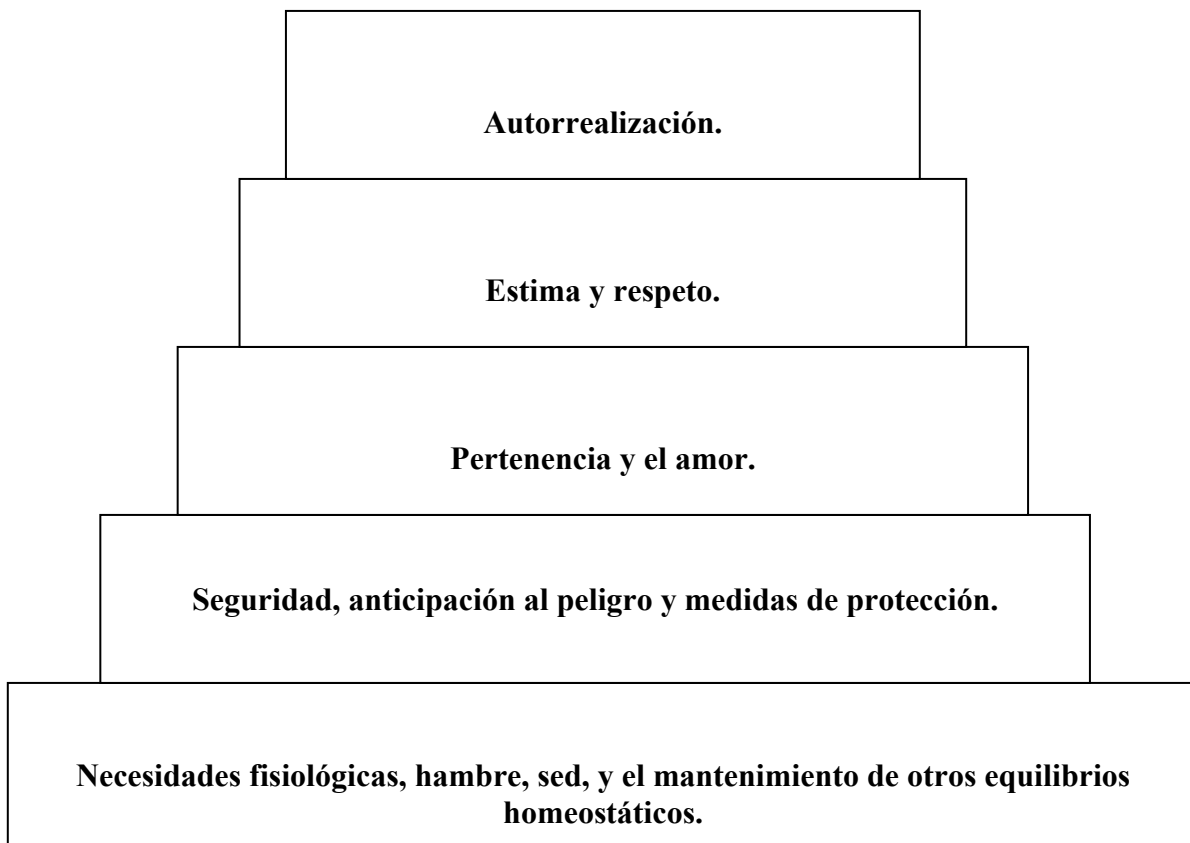 Autorrealización.
Estima y respeto.
Pertenencia y el amor.
Seguridad, anticipación al peligro y medidas de protección.
Necesidades fisiológicas, hambre, sed, y el mantenimiento de otros equilibrios
homeostáticos.